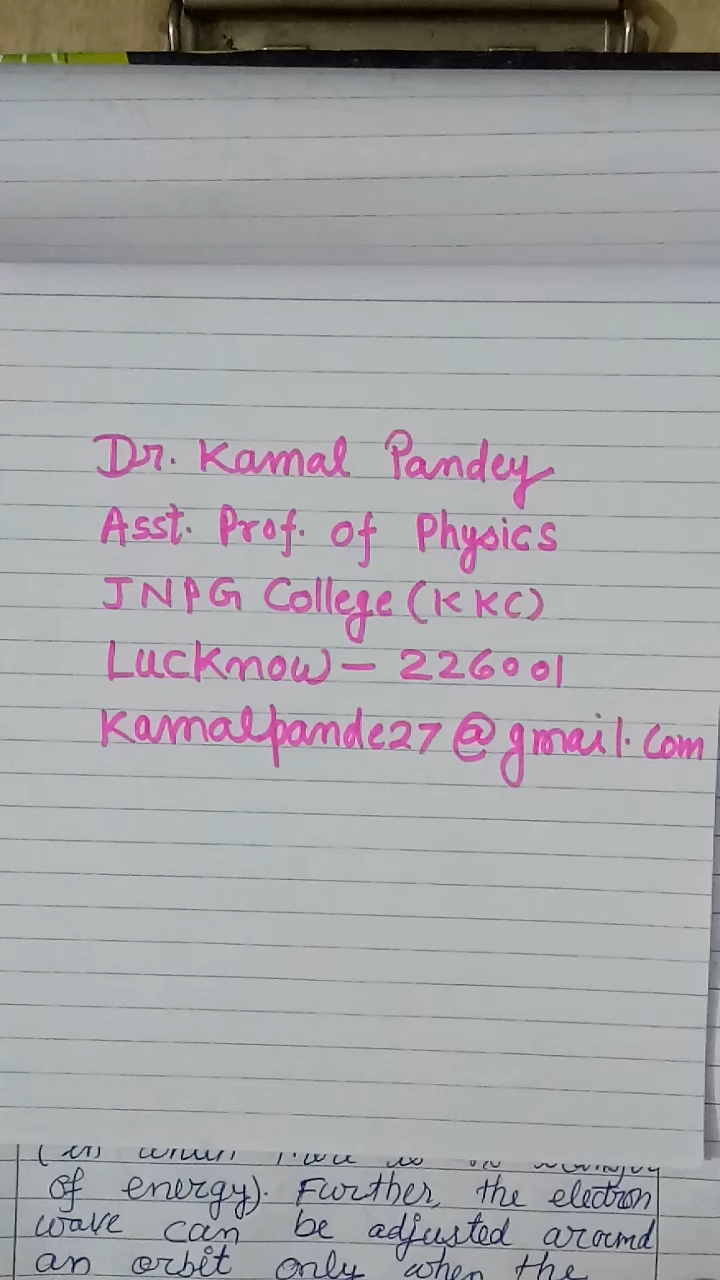 Dr. Kamal Pandey
Asst. Prof. of Physics
JNPG College (KKC)
Lucknow - 226001
Kamalpande27@gmail.com
of energy). Further, the electron
wave can be adjusted around
an orbit only when the